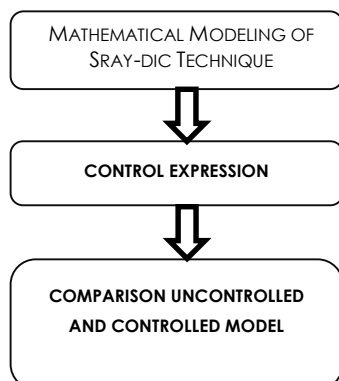 MATHEMATICAL MODELING OF
SRAY-DIC TECHNIQUE
CONTROL EXPRESSION
COMPARISON UNCONTROLLED
AND CONTROLLED MODEL